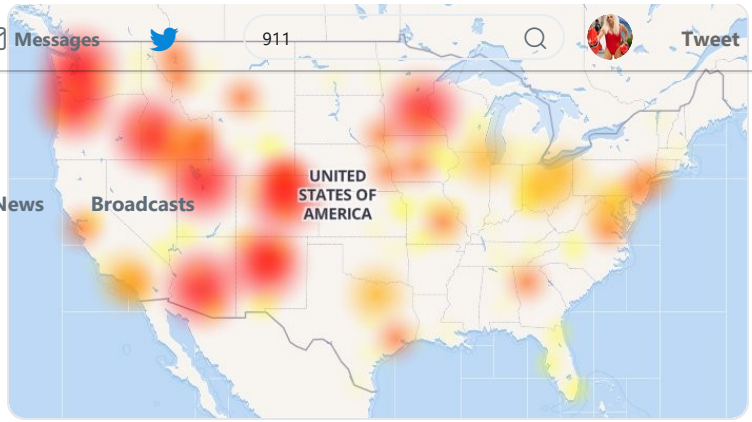 Messages
911
Tweet
UNITED
STATES OF
AMERICA
News
Broadcasts